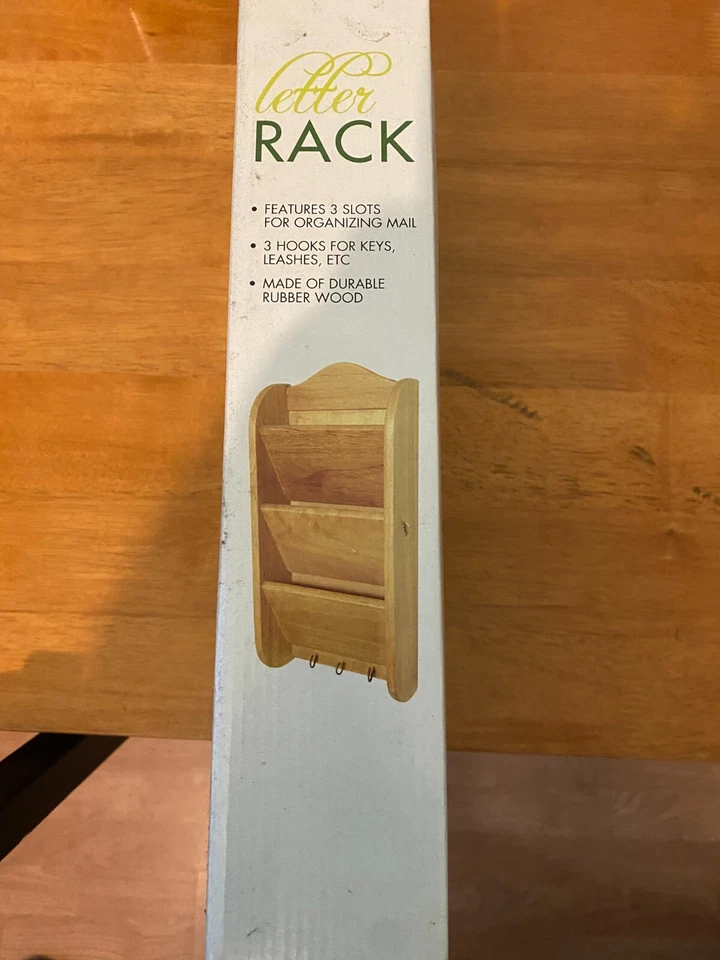 letter
RACK
• FEATURES 3 SLOTS
FOR ORGANIZING MAIL
• 3 HOOKS FOR KEYS,
LEASHES, ETC
• MADE OF DURABLE
RUBBER WOOD